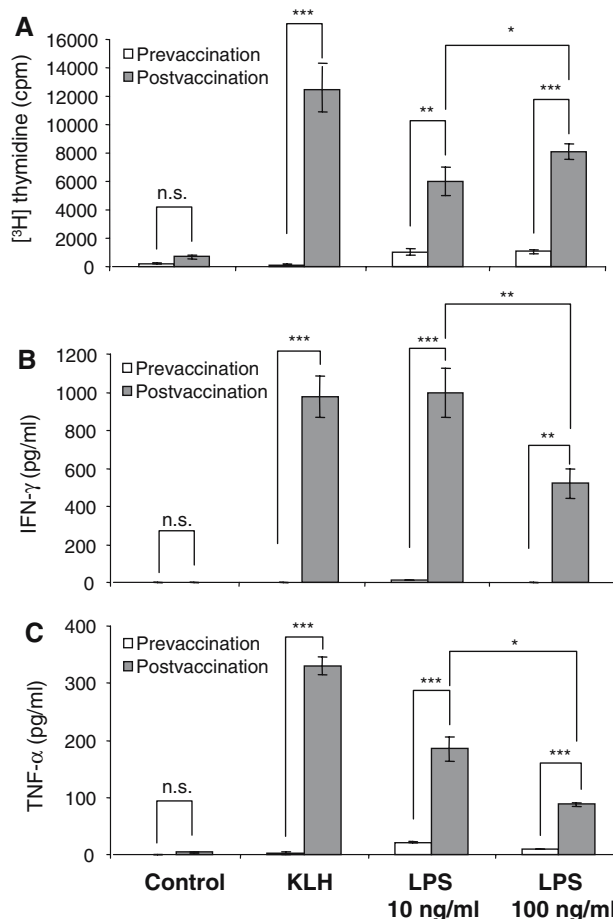 A
[³H] thymidine (cpm)
16000
14000
12000
10000
8000
6000
4000
2000
0
Prevaccination
Postvaccination
n.s.
***
**
***
*
B
IFN-γ (pg/ml)
1200
1000
800
600
400
200
0
Prevaccination
Postvaccination
n.s.
***
***
**
**
C
TNF-α (pg/ml)
400
300
200
100
0
Prevaccination
Postvaccination
n.s.
***
***
***
*
Control
KLH
LPS
10 ng/ml
LPS
100 ng/ml